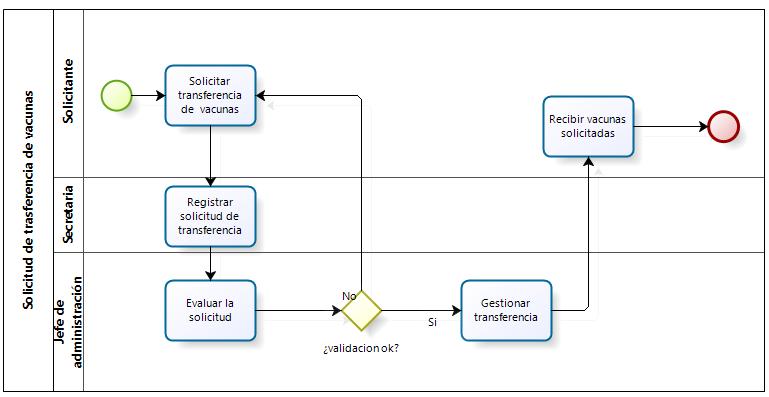 Solicitud de trasferencia de vacunas
Solicitante
Solicitar
transferencia
de vacunas
Recibir vacunas
solicitadas
Secretaria
Registrar
solicitud de
transferencia
Jefe de
administración
Evaluar la
solicitud
No
¿validacion ok?
Si
Gestionar
transferencia